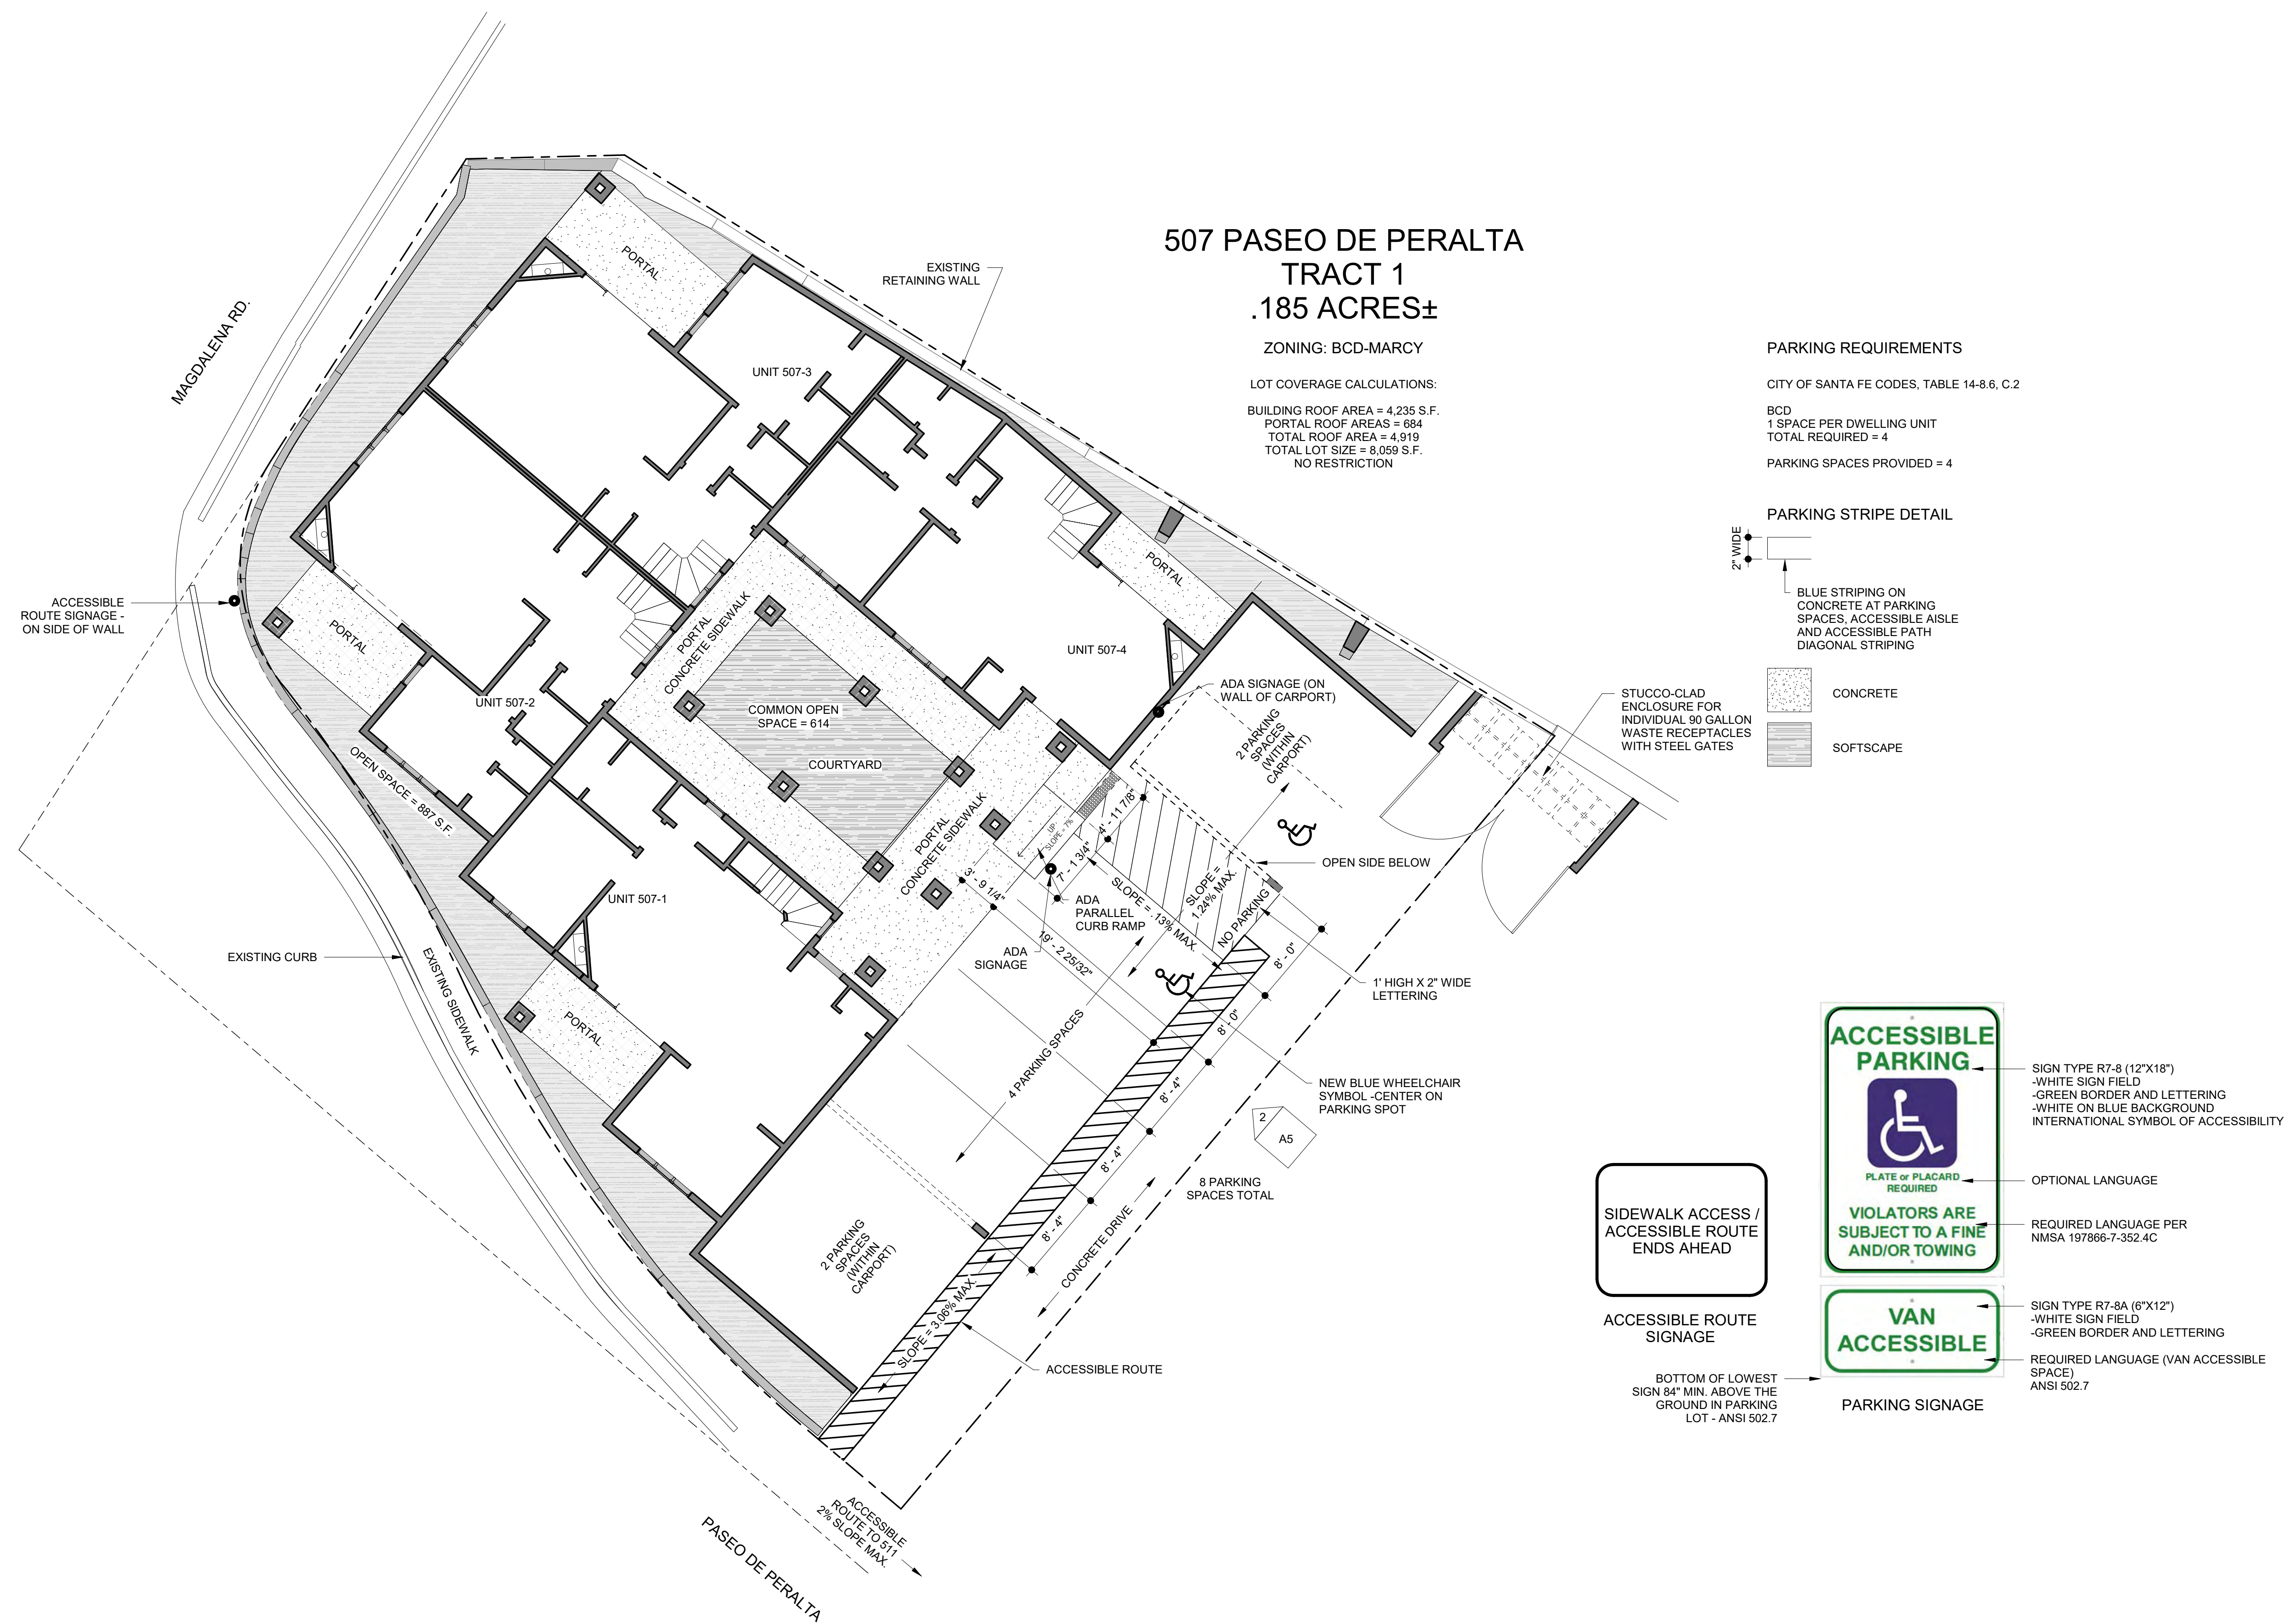 507 PASEO DE PERALTA
TRACT 1
.185 ACRES±
ZONING: BCD-MARCY
LOT COVERAGE CALCULATIONS:
BUILDING ROOF AREA = 4,235 S.F.
PORTAL ROOF AREAS = 684
TOTAL ROOF AREA = 4,919
TOTAL LOT SIZE = 8,059 S.F.
NO RESTRICTION
PARKING REQUIREMENTS
CITY OF SANTA FE CODES, TABLE 14-8.6, C.2
BCD
1 SPACE PER DWELLING UNIT
TOTAL REQUIRED = 4
PARKING SPACES PROVIDED = 4
PARKING STRIPE DETAIL
2" WIDE
BLUE STRIPING ON
CONCRETE AT PARKING
SPACES, ACCESSIBLE AISLE
AND ACCESSIBLE PATH
DIAGONAL STRIPING
CONCRETE
SOFTSCAPE
MAGDALENA RD.
EXISTING
RETAINING WALL
PORTAL
UNIT 507-3
ACCESSIBLE
ROUTE SIGNAGE -
ON SIDE OF WALL
PORTAL
UNIT 507-2
OPEN SPACE = 887 S.F.
PORTAL
CONCRETE SIDEWALK
COMMON OPEN
SPACE = 614
COURTYARD
PORTAL
CONCRETE SIDEWALK
PORTAL
UNIT 507-4
ADA SIGNAGE (ON
WALL OF CARPORT)
2 PARKING
SPACES
(WITHIN
CARPORT)
STUCCO-CLAD
ENCLOSURE FOR
INDIVIDUAL 90 GALLON
WASTE RECEPTACLES
WITH STEEL GATES
UP
SLOPE = 7%
4' - 11 7/8"
7' - 1 3/4"
3' - 9 1/4"
19' - 2 25/32"
OPEN SIDE BELOW
SLOPE = .13% MAX.
SLOPE =
1.24% MAX.
NO PARKING
ADA
PARALLEL
CURB RAMP
ADA
SIGNAGE
UNIT 507-1
EXISTING CURB
EXISTING SIDEWALK
PORTAL
4 PARKING SPACES
8' - 0"
8' - 0"
8' - 4"
8' - 4"
8' - 4"
1' HIGH X 2" WIDE
LETTERING
NEW BLUE WHEELCHAIR
SYMBOL -CENTER ON
PARKING SPOT
2
A5
8 PARKING
SPACES TOTAL
CONCRETE DRIVE
2 PARKING
SPACES
(WITHIN
CARPORT)
SLOPE = 3.06% MAX.
ACCESSIBLE ROUTE
ACCESSIBLE
ROUTE TO 511
2% SLOPE MAX.
PASEO DE PERALTA
SIDEWALK ACCESS /
ACCESSIBLE ROUTE
ENDS AHEAD
ACCESSIBLE ROUTE
SIGNAGE
ACCESSIBLE
PARKING
PLATE or PLACARD
REQUIRED
VIOLATORS ARE
SUBJECT TO A FINE
AND/OR TOWING
VAN
ACCESSIBLE
SIGN TYPE R7-8 (12"X18")
-WHITE SIGN FIELD
-GREEN BORDER AND LETTERING
-WHITE ON BLUE BACKGROUND
INTERNATIONAL SYMBOL OF ACCESSIBILITY
OPTIONAL LANGUAGE
REQUIRED LANGUAGE PER
NMSA 197866-7-352.4C
SIGN TYPE R7-8A (6"X12")
-WHITE SIGN FIELD
-GREEN BORDER AND LETTERING
REQUIRED LANGUAGE (VAN ACCESSIBLE
SPACE)
ANSI 502.7
BOTTOM OF LOWEST
SIGN 84" MIN. ABOVE THE
GROUND IN PARKING
LOT - ANSI 502.7
PARKING SIGNAGE